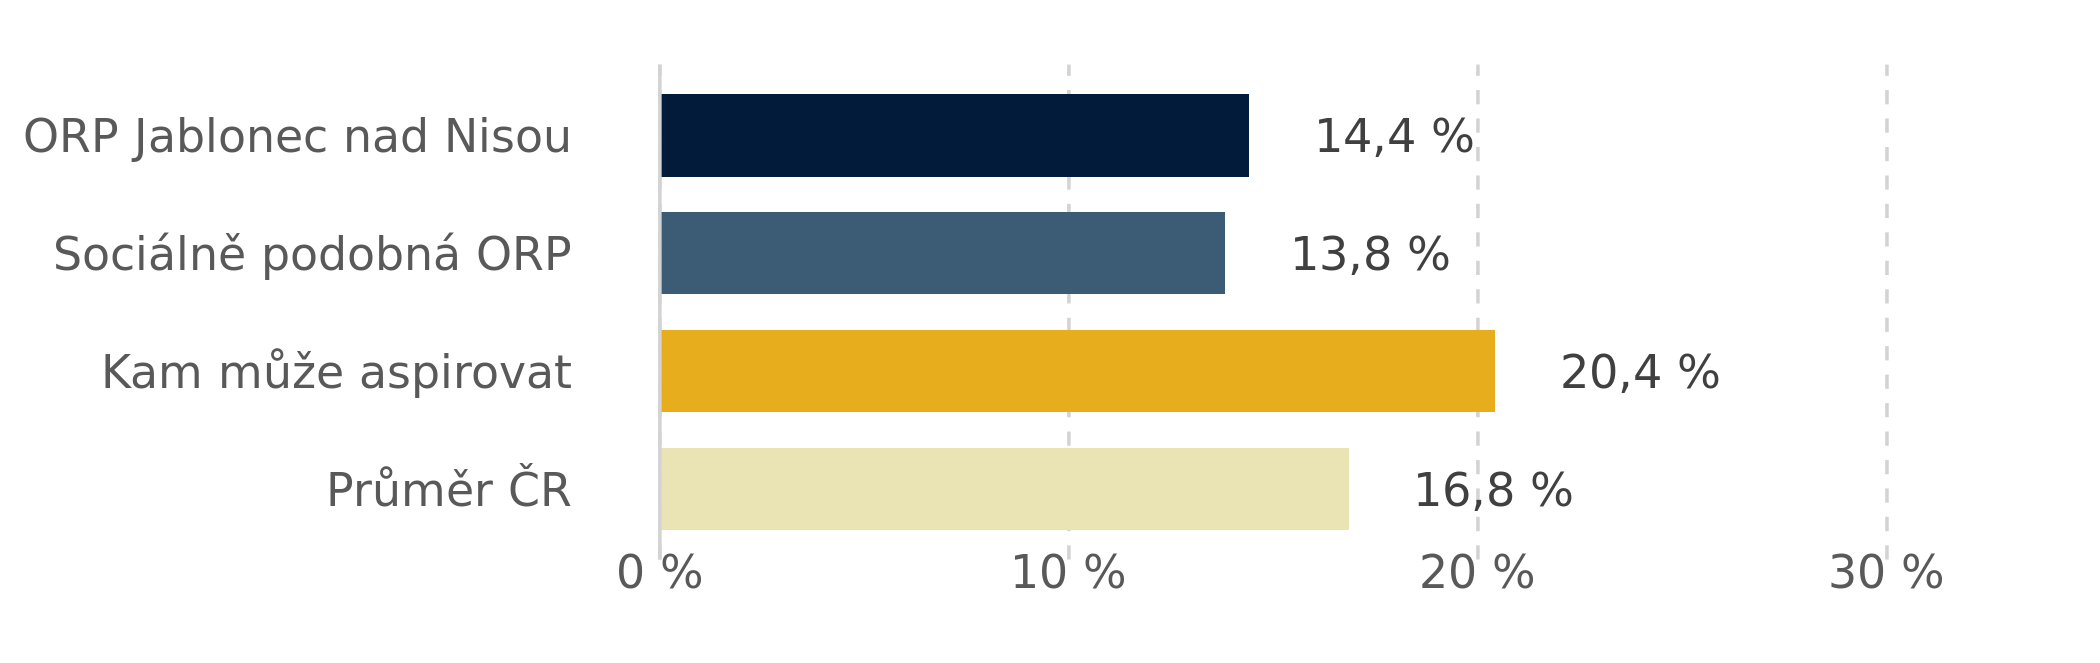 ORP Jablonec nad Nisou 14,4 %
Sociálně podobná ORP 13,8 %
Kam může aspirovat 20,4 %
Průměr ČR 16,8 %
0 % 10 % 20 % 30 %